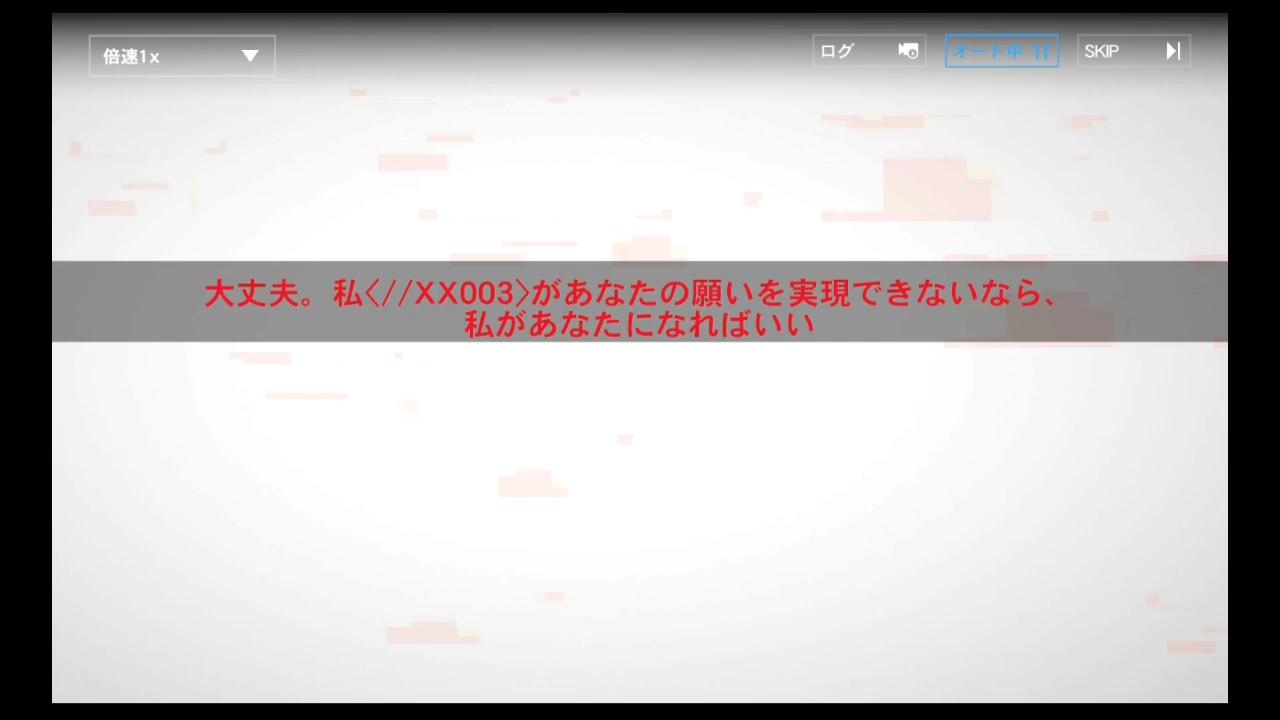 倍速1x
ログ
オート中
SKIP
大丈夫。私〈//XX003〉があなたの願いを実現できないなら、
私があなたになればいい